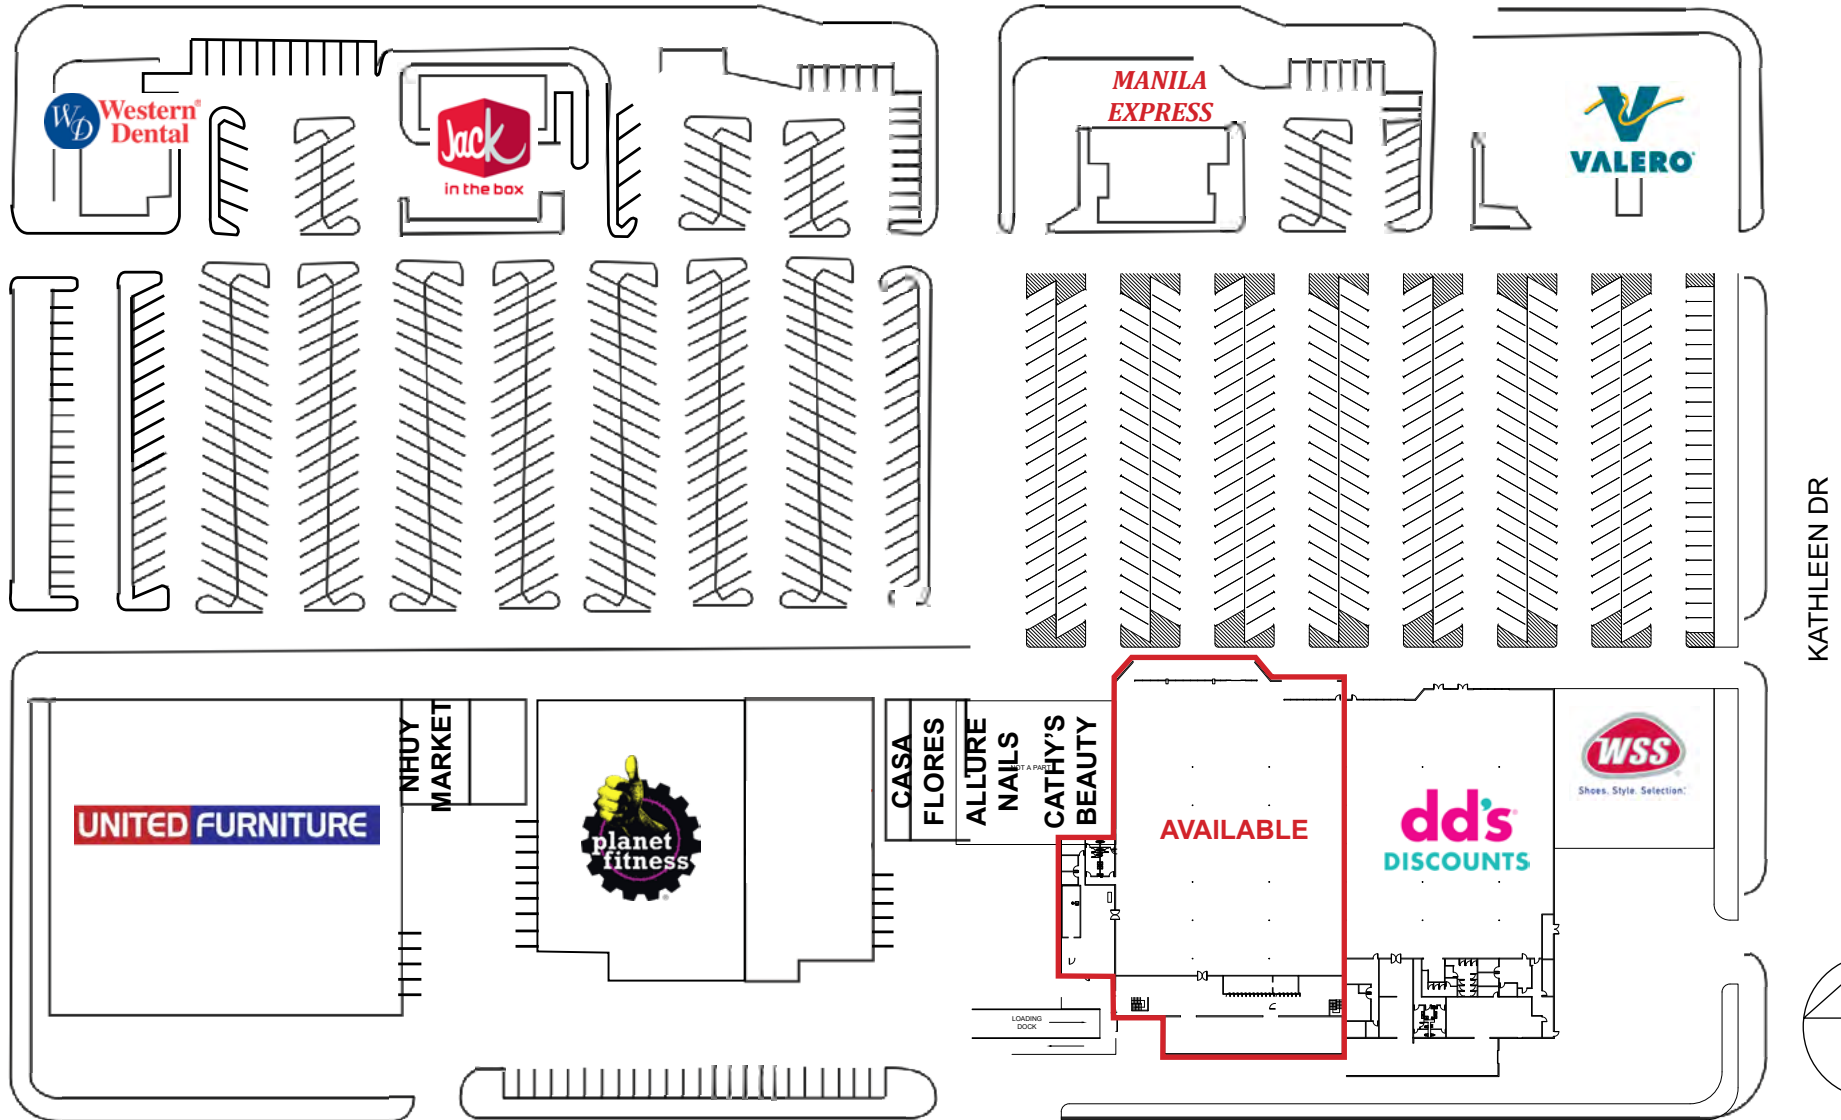 WD Western®
Dental
Jack
in the box
MANILA
EXPRESS
V
VALERO
KATHLEEN DR
UNITED FURNITURE
NHUY
MARKET
planet
fitness®
CASA
FLORES
ALLURE
NAILS
NOT A PART
CATHY'S
BEAUTY
AVAILABLE
dd's®
DISCOUNTS
WSS
Shoes. Style. Selection.
LOADING
DOCK